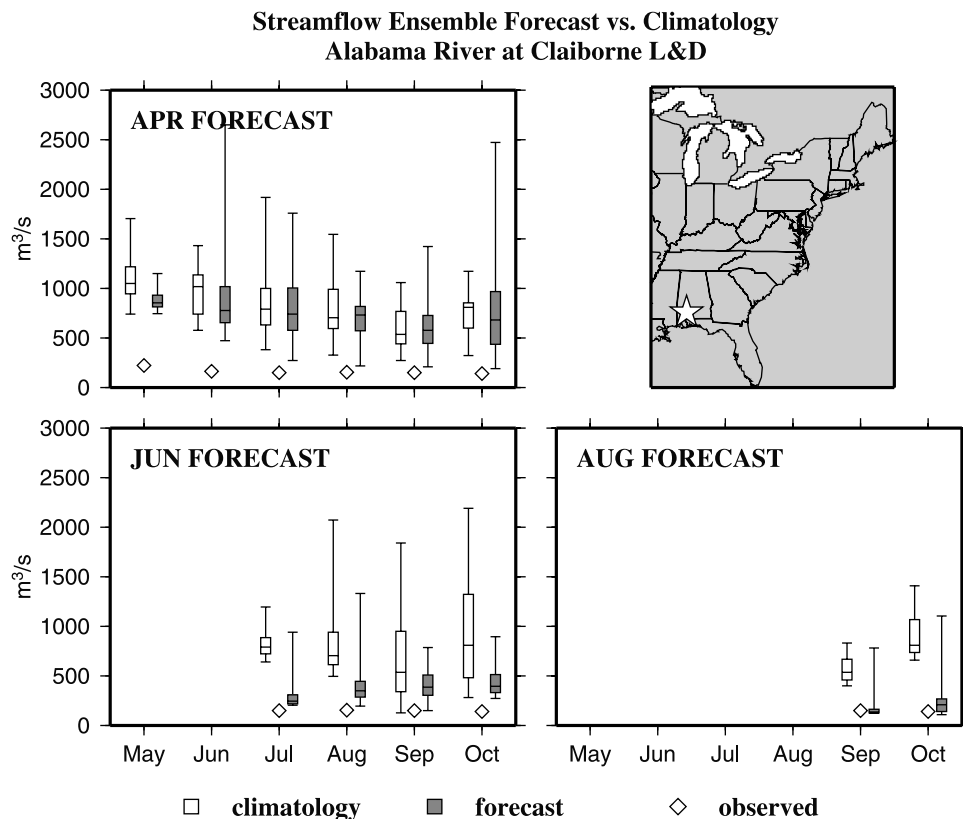 Streamflow Ensemble Forecast vs. Climatology
Alabama River at Claiborne L&D
3000
2500
2000
1500
1000
500
0
m³/s
APR FORECAST
3000
2500
2000
1500
1000
500
0
m³/s
JUN FORECAST
May Jun Jul Aug Sep Oct
AUG FORECAST
May Jun Jul Aug Sep Oct
climatology forecast observed